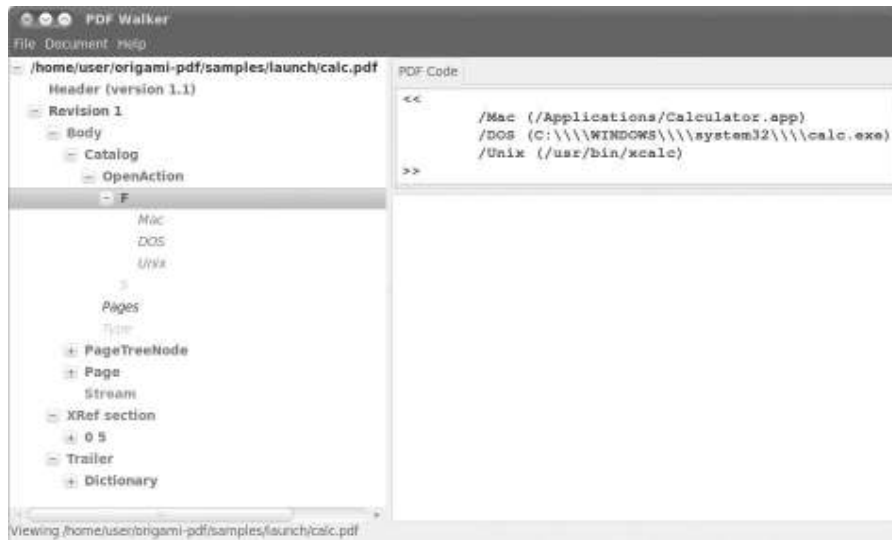 PDF Walker
File Document Help
/home/user/origami-pdf/samples/launch/calc.pdf
Header (version 1.1)
Revision 1
Body
Catalog
OpenAction
F
Mac
DOS
Unix
S
Pages
Type
PageTreeNode
Page
Stream
XRef section
0 5
Trailer
Dictionary
PDF Code
<<
/Mac (/Applications/Calculator.app)
/DOS (C:\\\\WINDOWS\\\\system32\\\\calc.exe)
/Unix (/usr/bin/xcalc)
>>
Viewing /home/user/origami-pdf/samples/launch/calc.pdf